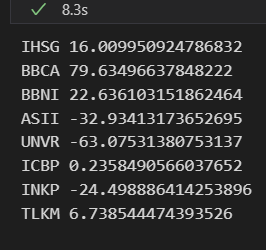 8.3s
IHSG 16.009950924786832
BBCA 79.63496637848222
BBNI 22.636103151862464
ASII -32.93413173652695
UNVR -63.07531380753137
ICBP 0.2358490566037652
INKP -24.498886414253896
TLKM 6.738544474393526